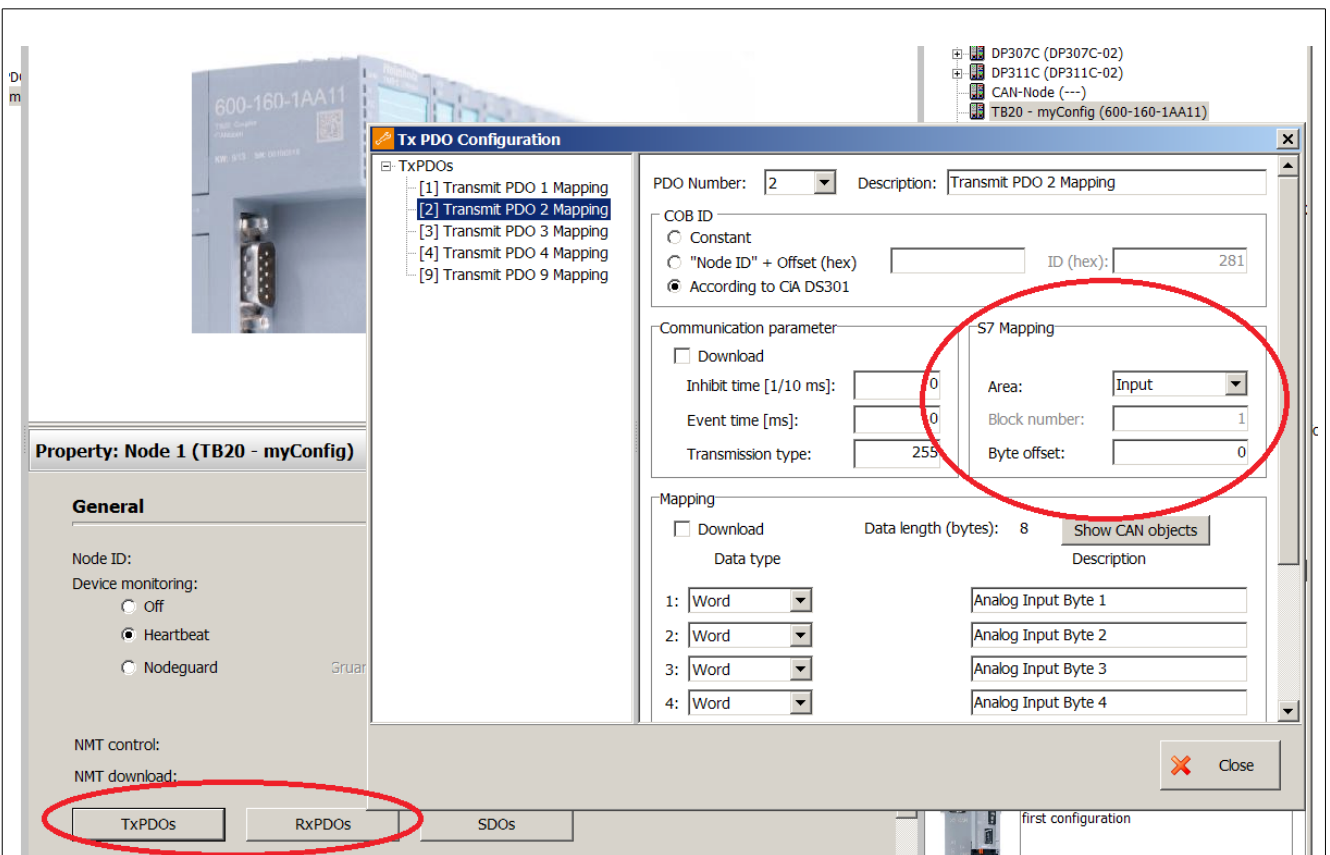 DP307C (DP307C-02)
DP311C (DP311C-02)
CAN-Node (---)
TB20 - myConfig (600-160-1AA11)
600-160-1AA11
Tx PDO Configuration
TxPDOs
[1] Transmit PDO 1 Mapping
[2] Transmit PDO 2 Mapping
[3] Transmit PDO 3 Mapping
[4] Transmit PDO 4 Mapping
[9] Transmit PDO 9 Mapping
PDO Number: 2 Description: Transmit PDO 2 Mapping
COB ID
Constant
"Node ID" + Offset (hex) ID (hex): 281
According to CiA DS301
Communication parameter
Download
Inhibit time [1/10 ms]: 0
Event time [ms]: 0
Transmission type: 255
S7 Mapping
Area: Input
Block number: 1
Byte offset: 0
Mapping
Download Data length (bytes): 8 Show CAN objects
Data type Description
1: Word Analog Input Byte 1
2: Word Analog Input Byte 2
3: Word Analog Input Byte 3
4: Word Analog Input Byte 4
Close
Property: Node 1 (TB20 - myConfig)
General
Node ID:
Device monitoring:
Off
Heartbeat
Nodeguard Gruar
NMT control:
NMT download:
TxPDOs RxPDOs SDOs
first configuration